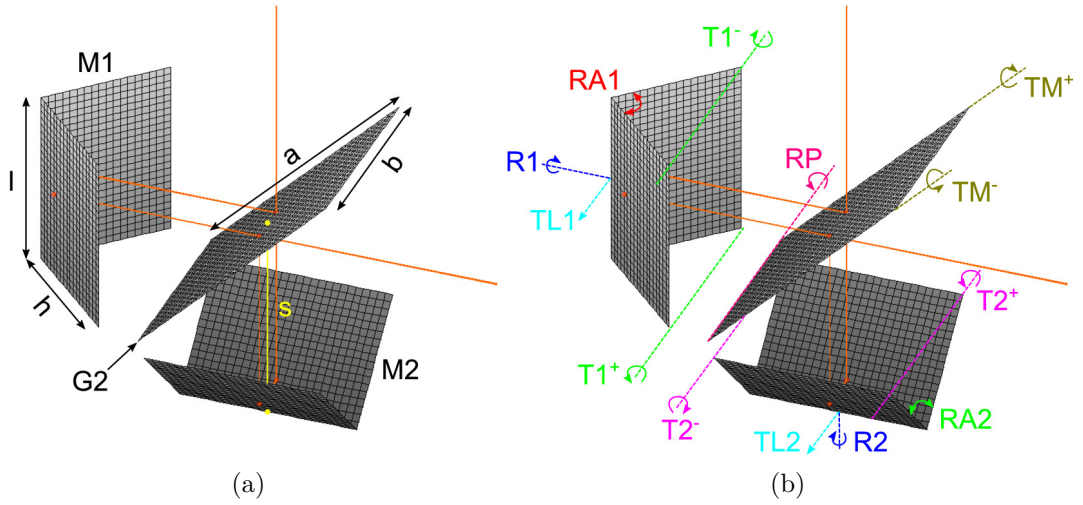 M1
l
a
b
h
s
G2
M2
(a)
T1-
RA1
TM+
R1
RP
TL1
TM-
T2+
T1+
T2-
RA2
TL2
R2
(b)